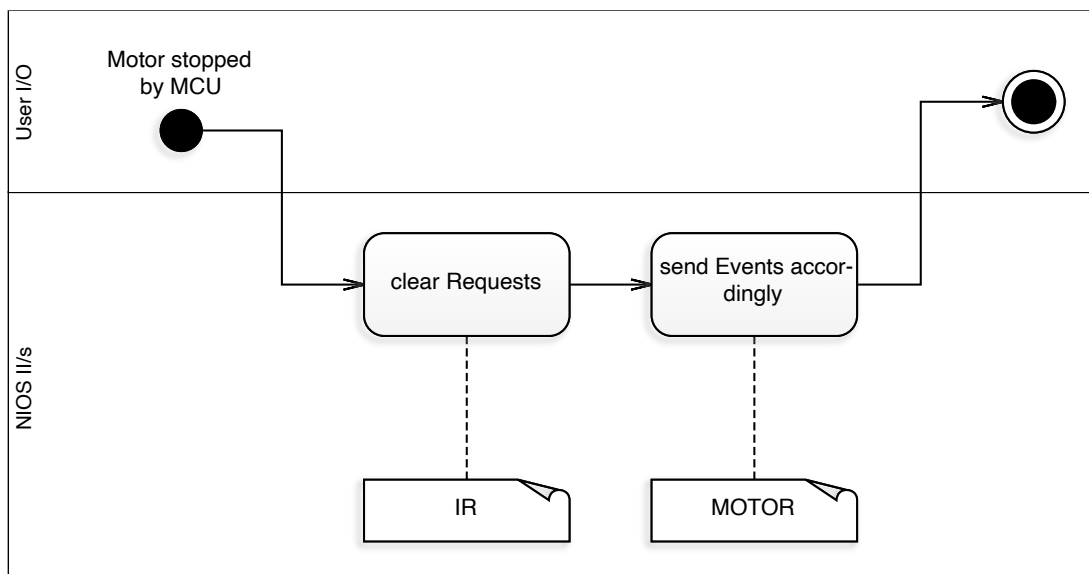 User I/O
Motor stopped
by MCU
NIOS II/s
clear Requests
send Events accor-
dingly
IR
MOTOR